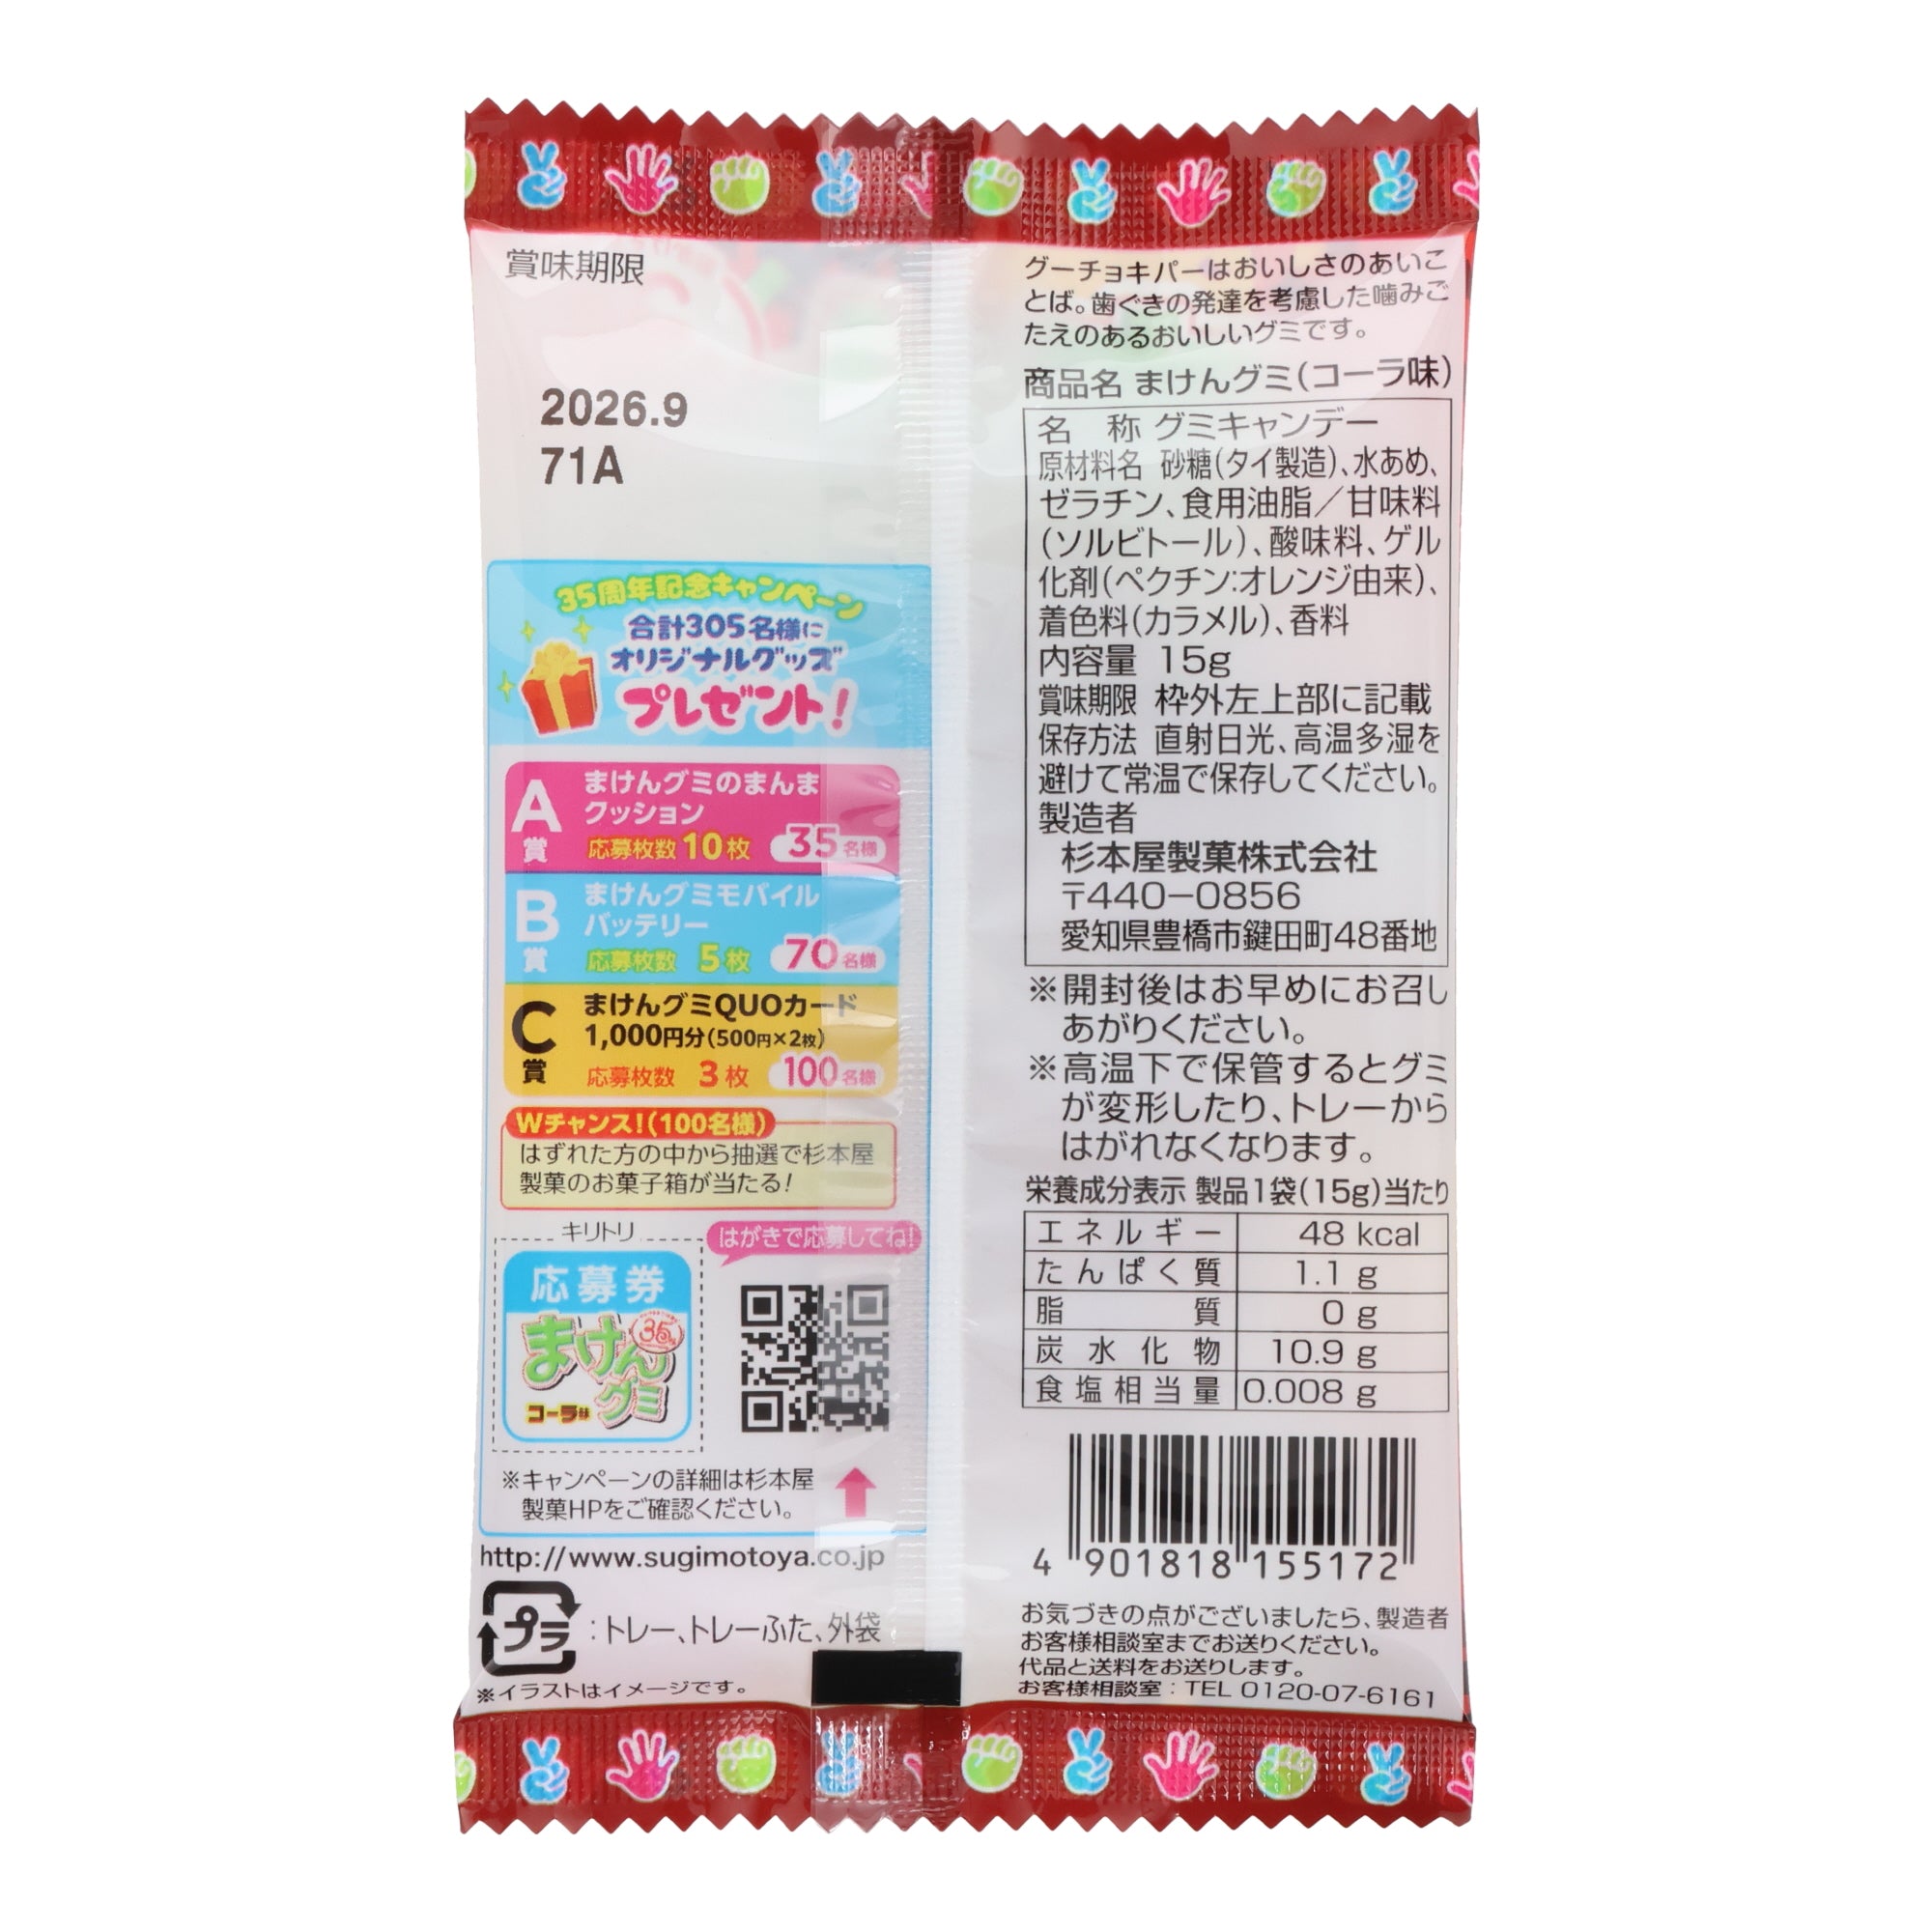 賞味期限
2026.9
71A
35周年記念キャンペーン
合計305名様に
オリジナルグッズ
プレゼント!
A賞
まけんグミのまんま
クッション
応募枚数10枚 35名様
B賞
まけんグミモバイル
バッテリー
応募枚数 5枚 70名様
C賞
まけんグミQUOカード
1,000円分(500円×2枚)
応募枚数 3枚 100名様
Wチャンス!(100名様)
はずれた方の中から抽選で杉本屋
製菓のお菓子箱が当たる!
キリトリ
はがきで応募してね!
応募券
まけん
35
グミ
コーラ味
※キャンペーンの詳細は杉本屋
製菓HPをご確認ください。
http://www.sugimotoya.co.jp
プラ:トレー、トレーふた、外袋
※イラストはイメージです。
グーチョキパーはおいしさのあいこ
とば。歯ぐきの発達を考慮した噛みご
たえのあるおいしいグミです。
商品名 まけんグミ(コーラ味)
名 称 グミキャンデー
原材料名 砂糖(タイ製造)、水あめ、
ゼラチン、食用油脂/甘味料
(ソルビトール)、酸味料、ゲル
化剤(ペクチン:オレンジ由来)、
着色料(カラメル)、香料
内容量 15g
賞味期限 枠外左上部に記載
保存方法 直射日光、高温多湿を
避けて常温で保存してください。
製造者
杉本屋製菓株式会社
〒440-0856
愛知県豊橋市鍵田町48番地
※開封後はお早めにお召し
あがりください。
※高温下で保管するとグミ
が変形したり、トレーから
はがれなくなります。
栄養成分表示 製品1袋(15g)当たり
エネルギー 48 kcal
たんぱく質 1.1 g
脂質 0 g
炭水化物 10.9 g
食塩相当量 0.008 g
4 901818 155172
お気づきの点がございましたら、製造者
お客様相談室までお送りください。
代品と送料をお送りします。
お客様相談室:TEL 0120-07-6161